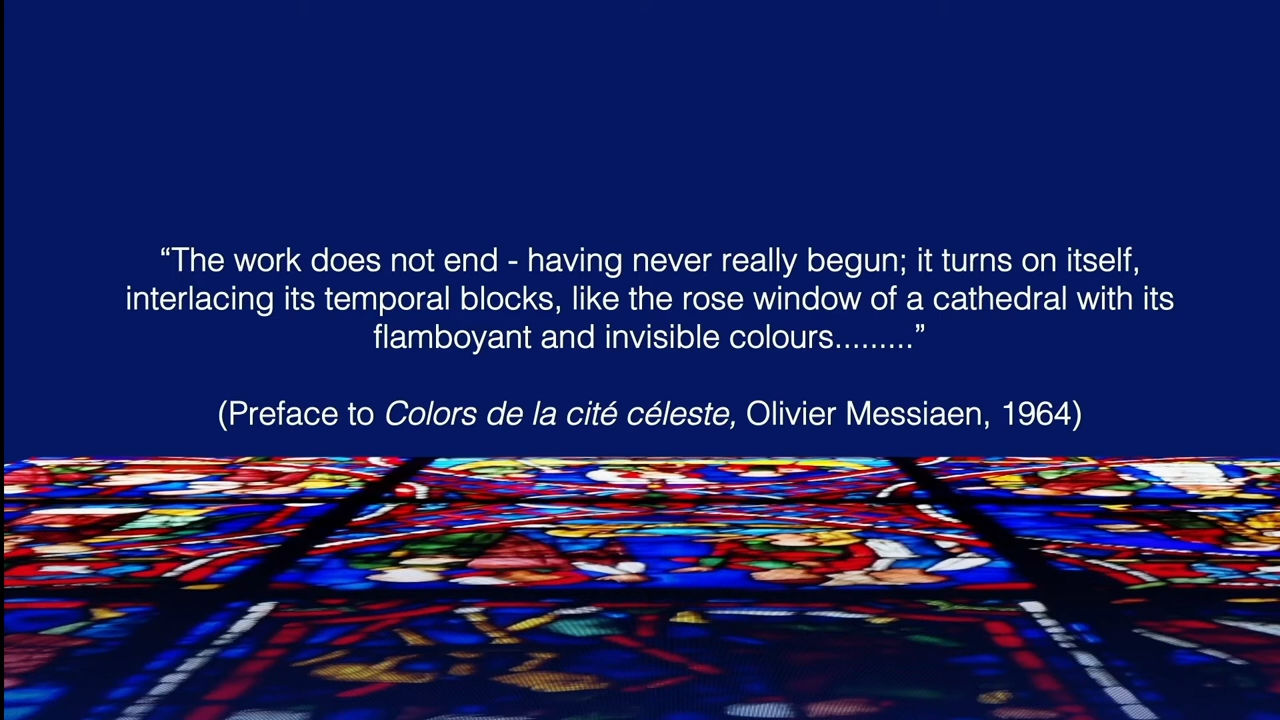 “The work does not end - having never really begun; it turns on itself,
interlacing its temporal blocks, like the rose window of a cathedral with its
flamboyant and invisible colours.........”
(Preface to Colors de la cité céleste, Olivier Messiaen, 1964)